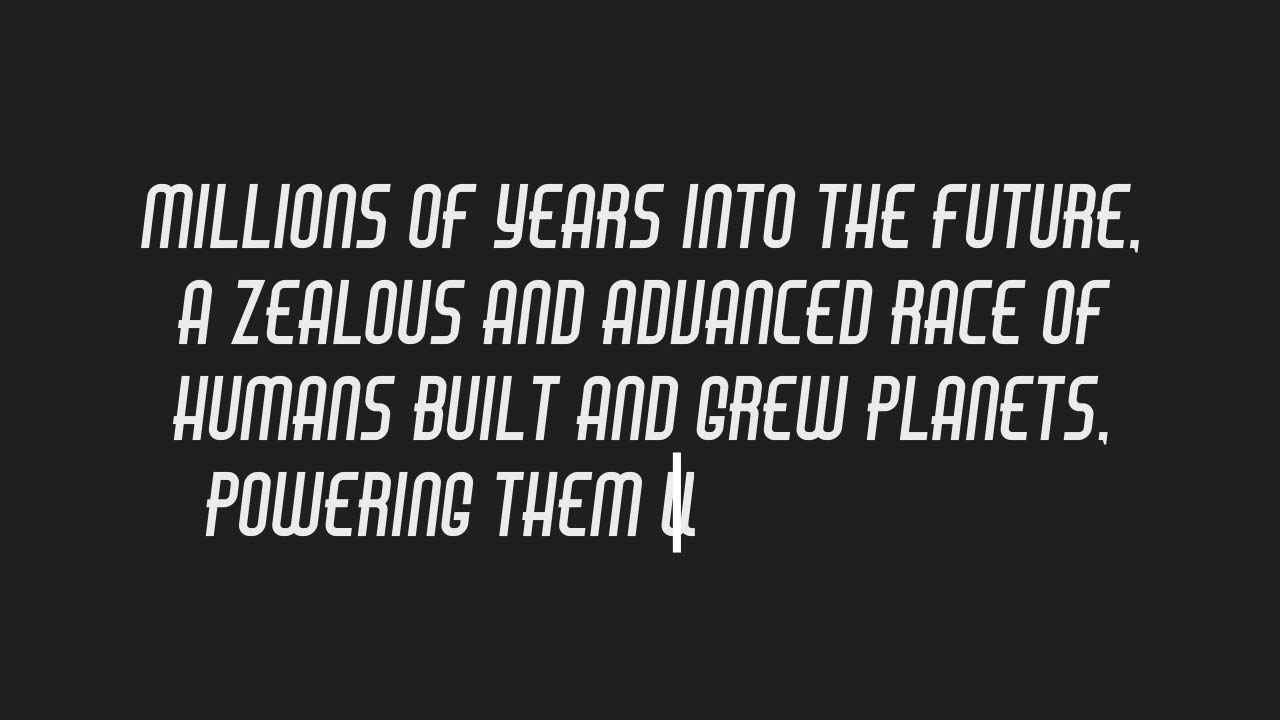 MILLIONS OF YEARS INTO THE FUTURE,
A ZEALOUS AND ADVANCED RACE OF
HUMANS BUILT AND GREW PLANETS,
POWERING THEM U